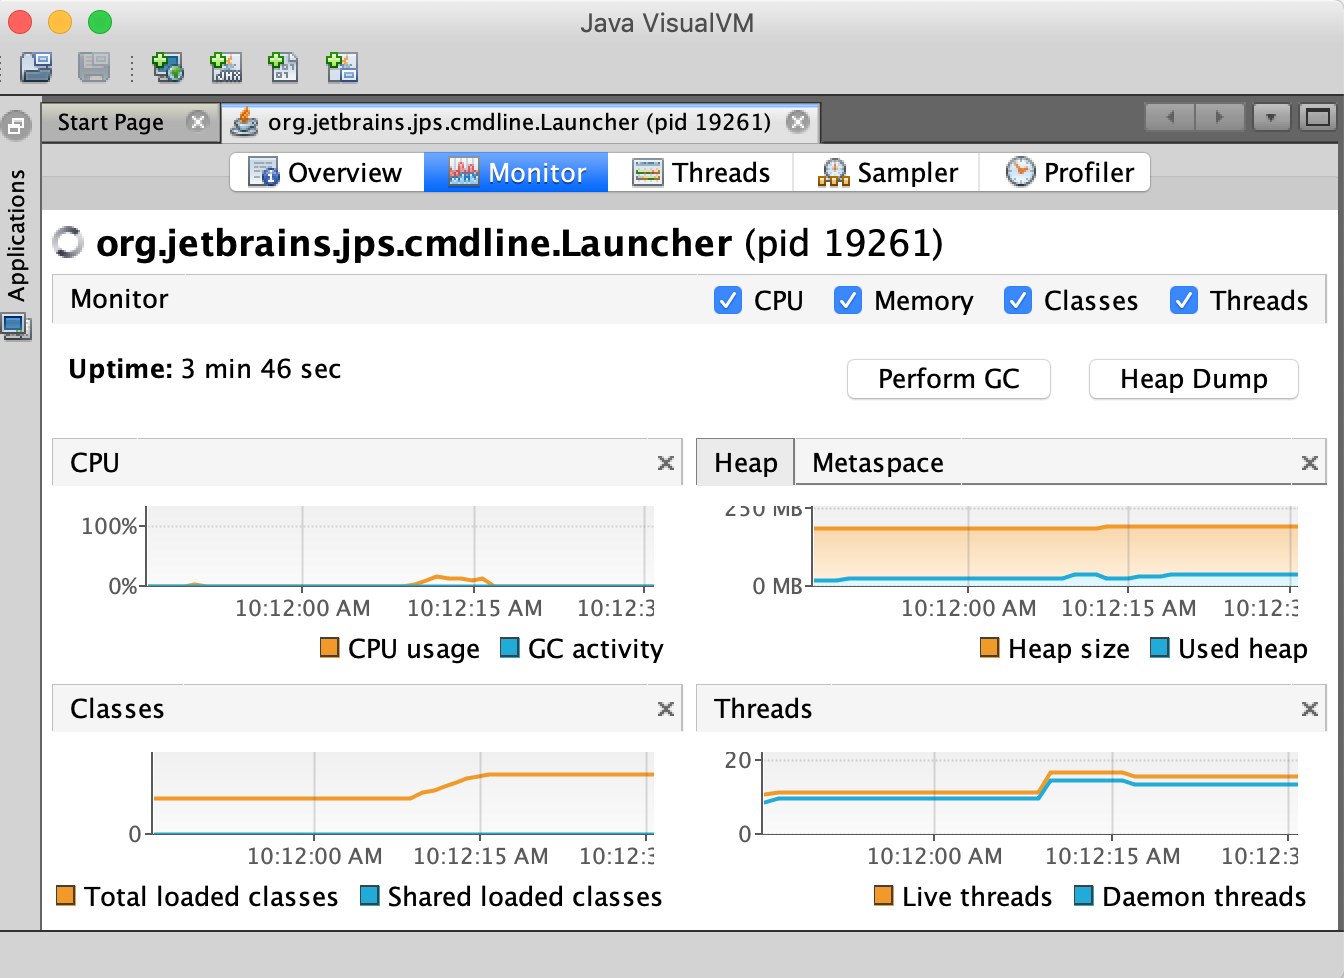 Java VisualVM
Start Page
org.jetbrains.jps.cmdline.Launcher (pid 19261)
Applications
Overview
Monitor
Threads
Sampler
Profiler
org.jetbrains.jps.cmdline.Launcher (pid 19261)
Monitor
CPU
Memory
Classes
Threads
Uptime: 3 min 46 sec
Perform GC
Heap Dump
CPU
100%
0%
10:12:00 AM 10:12:15 AM 10:12:3
CPU usage GC activity
Heap Metaspace
250 MB
0 MB
10:12:00 AM 10:12:15 AM 10:12:3
Heap size Used heap
Classes
0
10:12:00 AM 10:12:15 AM 10:12:3
Total loaded classes Shared loaded classes
Threads
20
0
10:12:00 AM 10:12:15 AM 10:12:3
Live threads Daemon threads